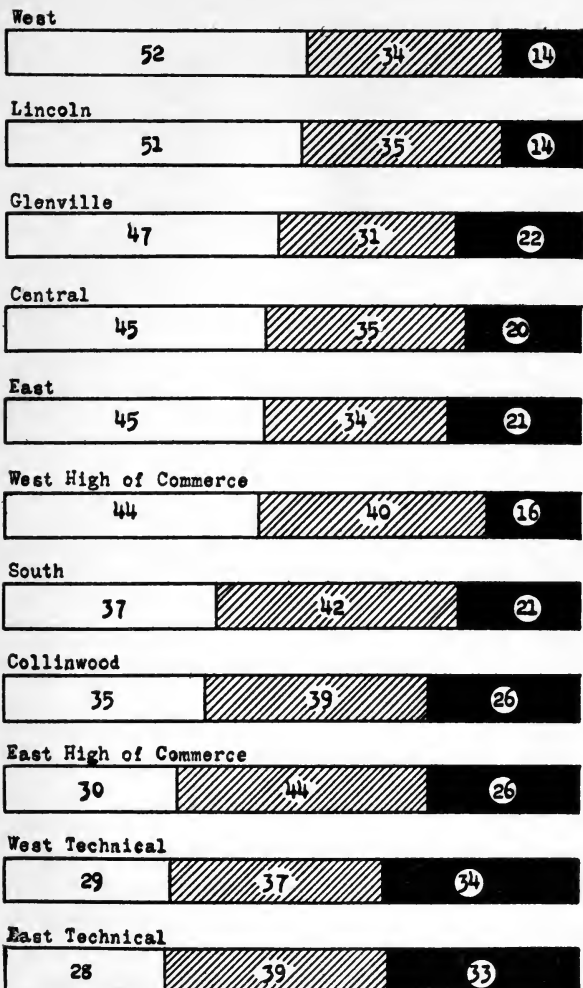 West
52 34 14
Lincoln
51 35 14
Glenville
47 31 22
Central
45 35 20
East
45 34 21
West High of Commerce
44 40 16
South
37 42 21
Collinwood
35 39 26
East High of Commerce
30 44 26
West Technical
29 37 34
East Technical
28 39 33